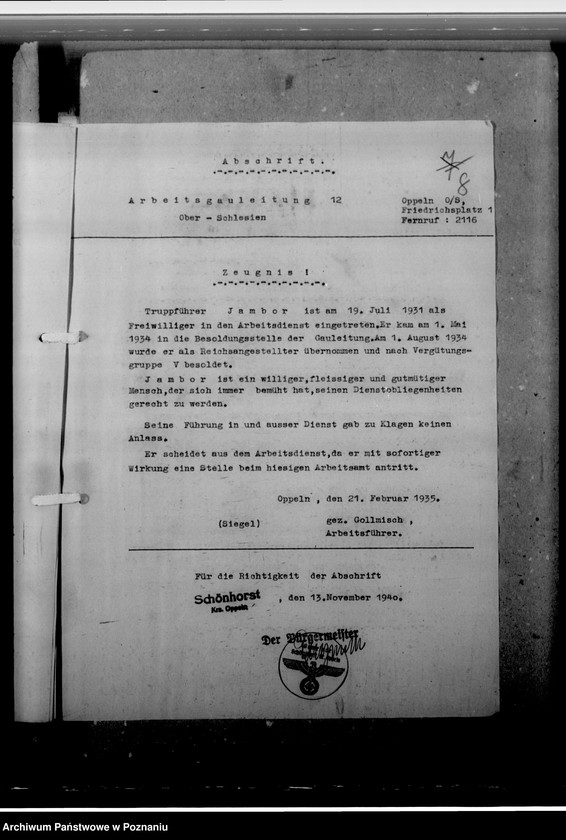 7
8
A b s c h r i f t .
A r b e i t s g a u l e i t u n g 12
Ober - Schlesien
Oppeln O/S,
Friedrichsplatz 1
Fernruf : 2116
Z e u g n i s !
Truppführer J a m b o r ist am 19. Juli 1931 als
Freiwilliger in den Arbeitsdienst eingetreten.Er kam am 1. Mai
1934 in die Besoldungsstelle der Gauleitung.Am 1. August 1934
wurde er als Reichsangestellter übernommen und nach Vergütungs-
gruppe V besoldet.
J a m b o r ist ein williger,fleissiger und gutmütiger
Mensch,der sich immer bemüht hat,seinen Dienstobliegenheiten
gerecht zu werden.
Seine Führung in und ausser Dienst gab zu Klagen keinen
Anlass.
Er scheidet aus dem Arbeitsdienst,da er mit sofortiger
Wirkung eine Stelle beim hiesigen Arbeitsamt antritt.
Oppeln , den 21. Februar 1935.
(Siegel)
gez. Gollmisch ,
Arbeitsführer.
Für die Richtigkeit der Abschrift
Schönhorst , den 13.November 194o.
Krs. Oppeln
Der Bürgermeister
Archiwum Państwowe w Poznaniu